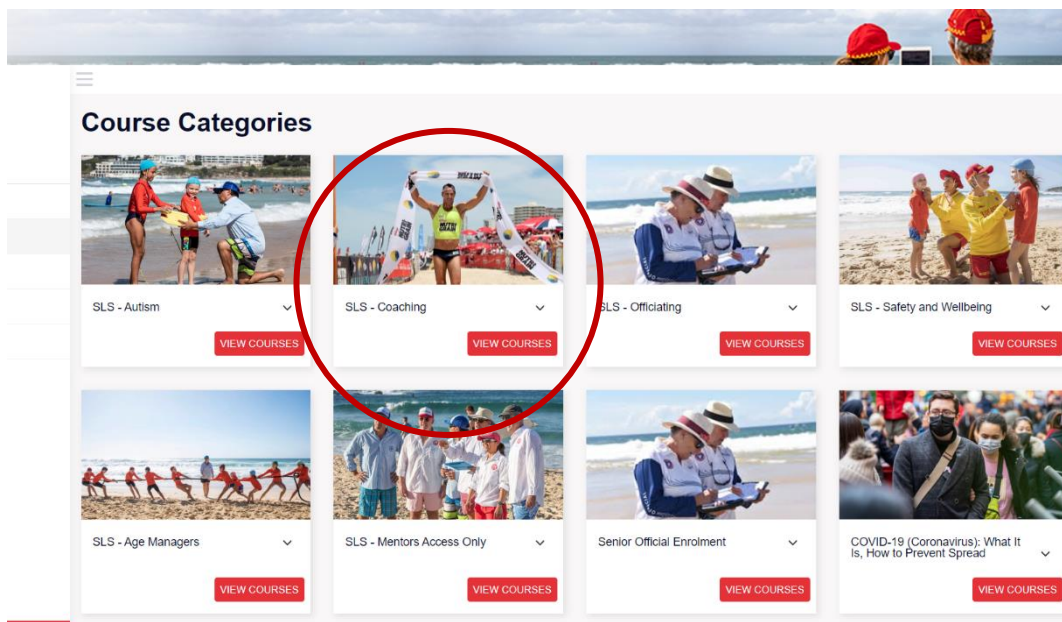 Course Categories
SLS - Autism
VIEW COURSES
SLS - Coaching
VIEW COURSES
SLS - Officiating
VIEW COURSES
SLS - Safety and Wellbeing
VIEW COURSES
SLS - Age Managers
VIEW COURSES
SLS - Mentors Access Only
VIEW COURSES
Senior Official Enrolment
VIEW COURSES
COVID-19 (Coronavirus): What It
Is, How to Prevent Spread
VIEW COURSES